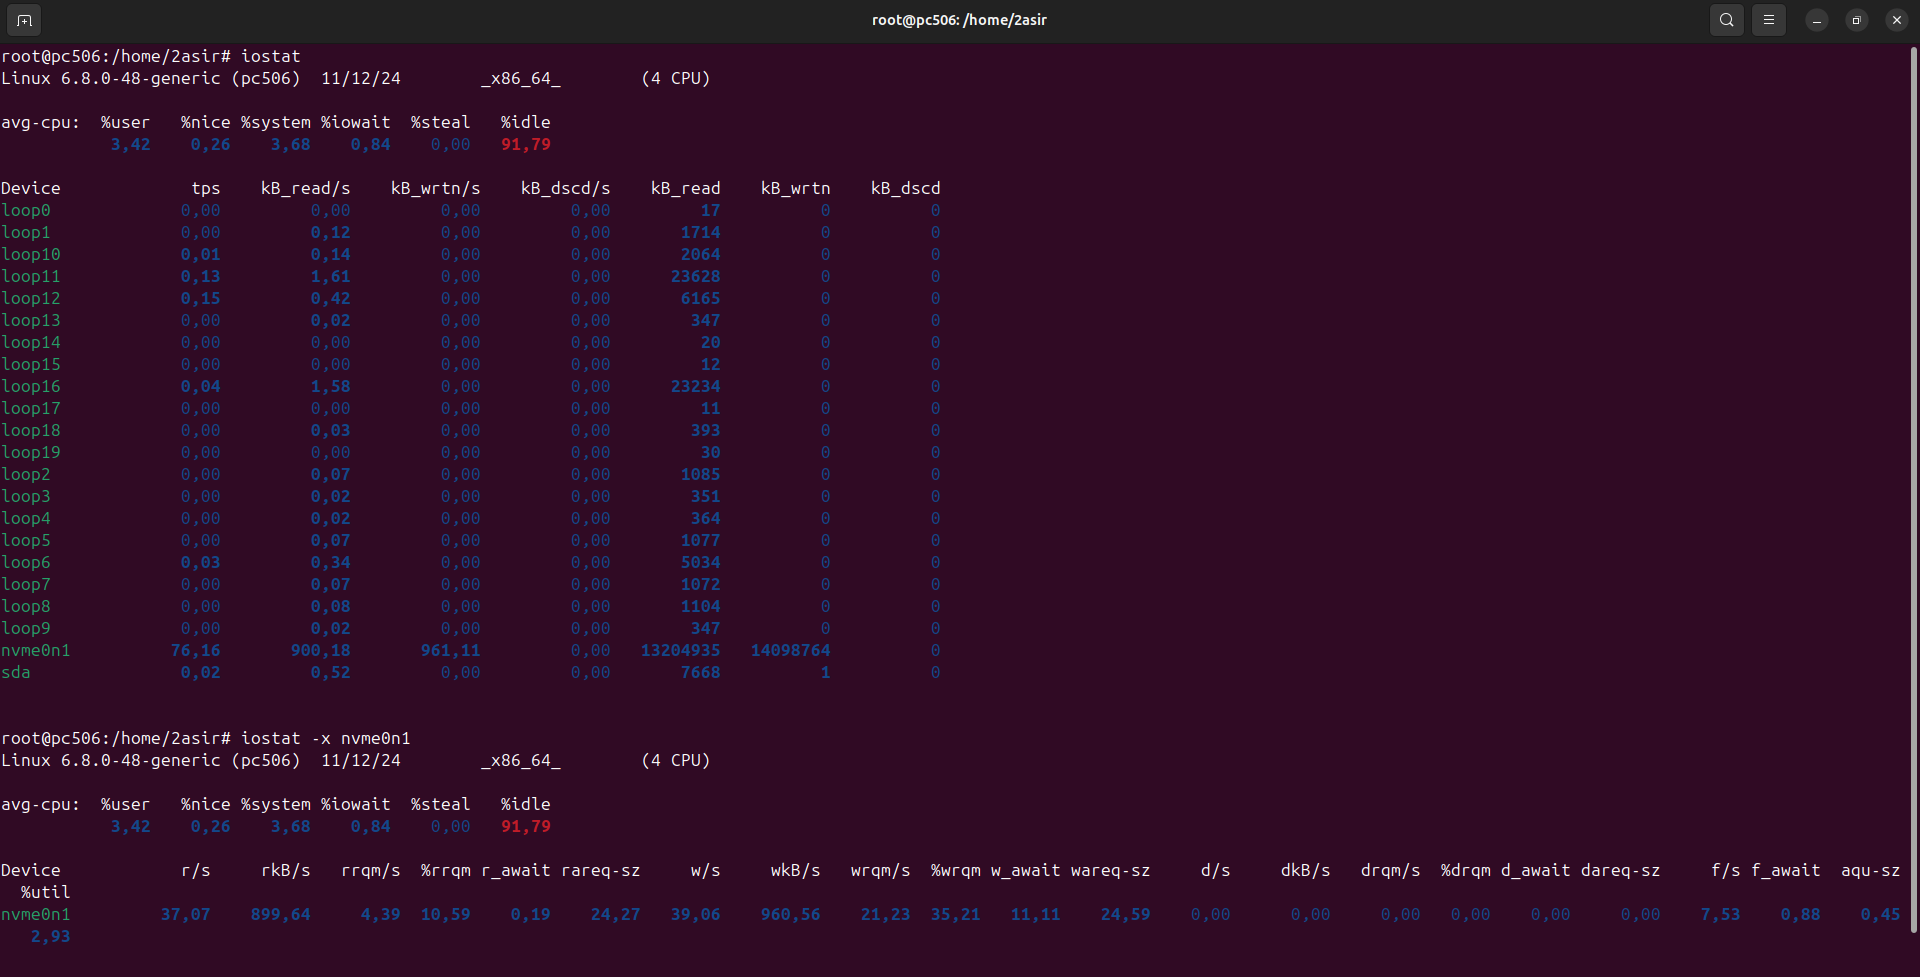 root@pc506: /home/2asir
root@pc506:/home/2asir# iostat
Linux 6.8.0-48-generic (pc506) 	11/12/24 	_x86_64_	(4 CPU)
avg-cpu:  %user   %nice %system %iowait  %steal   %idle
3,42    0,26    3,68    0,84    0,00   91,79
Device             tps    kB_read/s    kB_wrtn/s    kB_dscd/s    kB_read    kB_wrtn    kB_dscd
loop0             0,00         0,00         0,00         0,00         17          0          0
loop1             0,00         0,12         0,00         0,00       1714          0          0
loop10            0,01         0,14         0,00         0,00       2064          0          0
loop11            0,13         1,61         0,00         0,00      23628          0          0
loop12            0,15         0,42         0,00         0,00       6165          0          0
loop13            0,00         0,02         0,00         0,00        347          0          0
loop14            0,00         0,00         0,00         0,00         20          0          0
loop15            0,00         0,00         0,00         0,00         12          0          0
loop16            0,04         1,58         0,00         0,00      23234          0          0
loop17            0,00         0,00         0,00         0,00         11          0          0
loop18            0,00         0,03         0,00         0,00        393          0          0
loop19            0,00         0,00         0,00         0,00         30          0          0
loop2             0,00         0,07         0,00         0,00       1085          0          0
loop3             0,00         0,02         0,00         0,00        351          0          0
loop4             0,00         0,02         0,00         0,00        364          0          0
loop5             0,00         0,07         0,00         0,00       1077          0          0
loop6             0,03         0,34         0,00         0,00       5034          0          0
loop7             0,00         0,07         0,00         0,00       1072          0          0
loop8             0,00         0,08         0,00         0,00       1104          0          0
loop9             0,00         0,02         0,00         0,00        347          0          0
nvme0n1          76,16       900,18       961,11         0,00   13204935   14098764          0
sda               0,02         0,52         0,00         0,00       7668          1          0
root@pc506:/home/2asir# iostat -x nvme0n1
Linux 6.8.0-48-generic (pc506) 	11/12/24 	_x86_64_	(4 CPU)
avg-cpu:  %user   %nice %system %iowait  %steal   %idle
3,42    0,26    3,68    0,84    0,00   91,79
Device            r/s     rkB/s   rrqm/s  %rrqm r_await rareq-sz     w/s     wkB/s   wrqm/s  %wrqm w_await wareq-sz     d/s     dkB/s   drqm/s  %drqm d_await dareq-sz     f/s f_await  aqu-sz
%util
nvme0n1         37,07    899,64     4,39  10,59    0,19    24,27   39,06    960,56    21,23  35,21   11,11    24,59    0,00      0,00     0,00   0,00    0,00     0,00    7,53    0,88    0,45
2,93